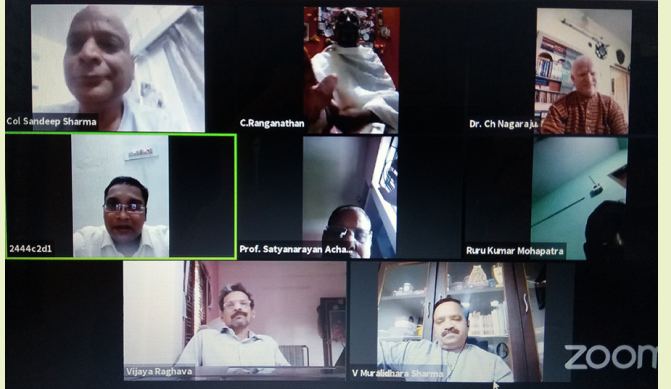 Col Sandeep Sharma
C.Ranganathan
Dr. Ch Nagaraju
2444c2d1
Prof. Satyanarayan Acha...
Ruru Kumar Mohapatra
Vijaya Raghava
V Muralidhara Sharma
zoom